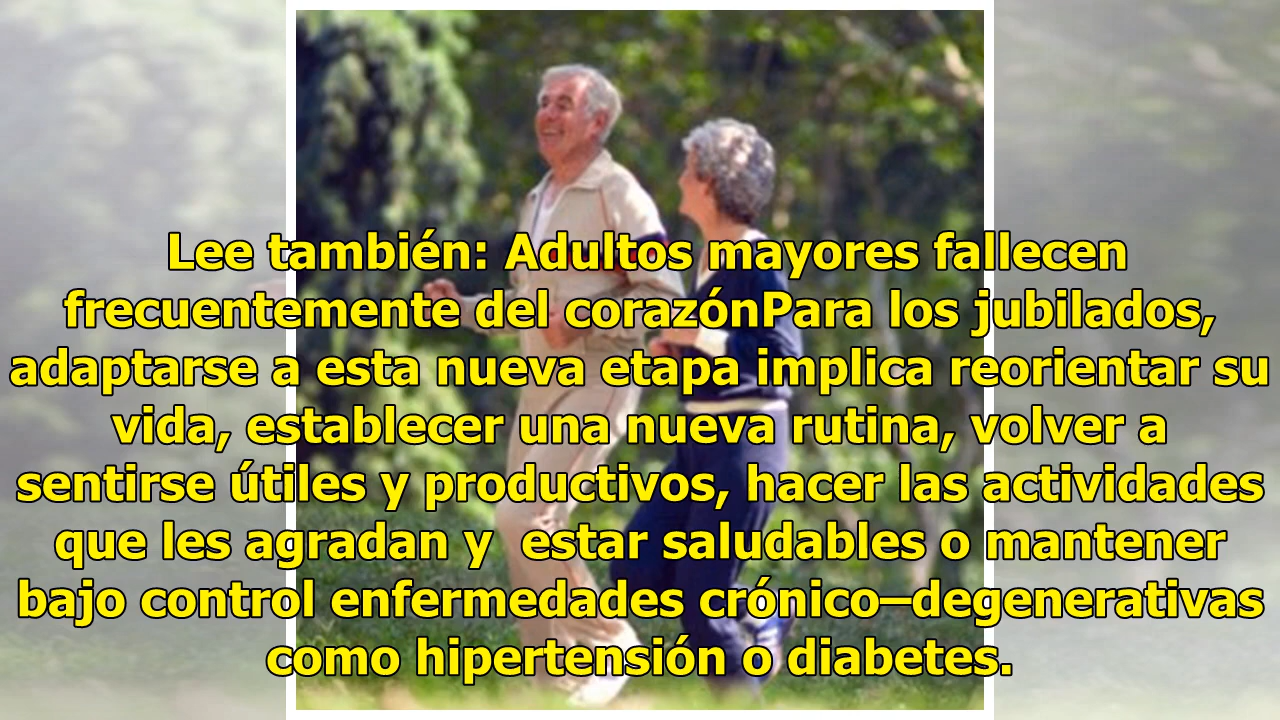 Lee también: Adultos mayores fallecen
frecuentemente del corazónPara los jubilados,
adaptarse a esta nueva etapa implica reorientar su
vida, establecer una nueva rutina, volver a
sentirse útiles y productivos, hacer las actividades
que les agradan y  estar saludables o mantener
bajo control enfermedades crónico–degenerativas
como hipertensión o diabetes.